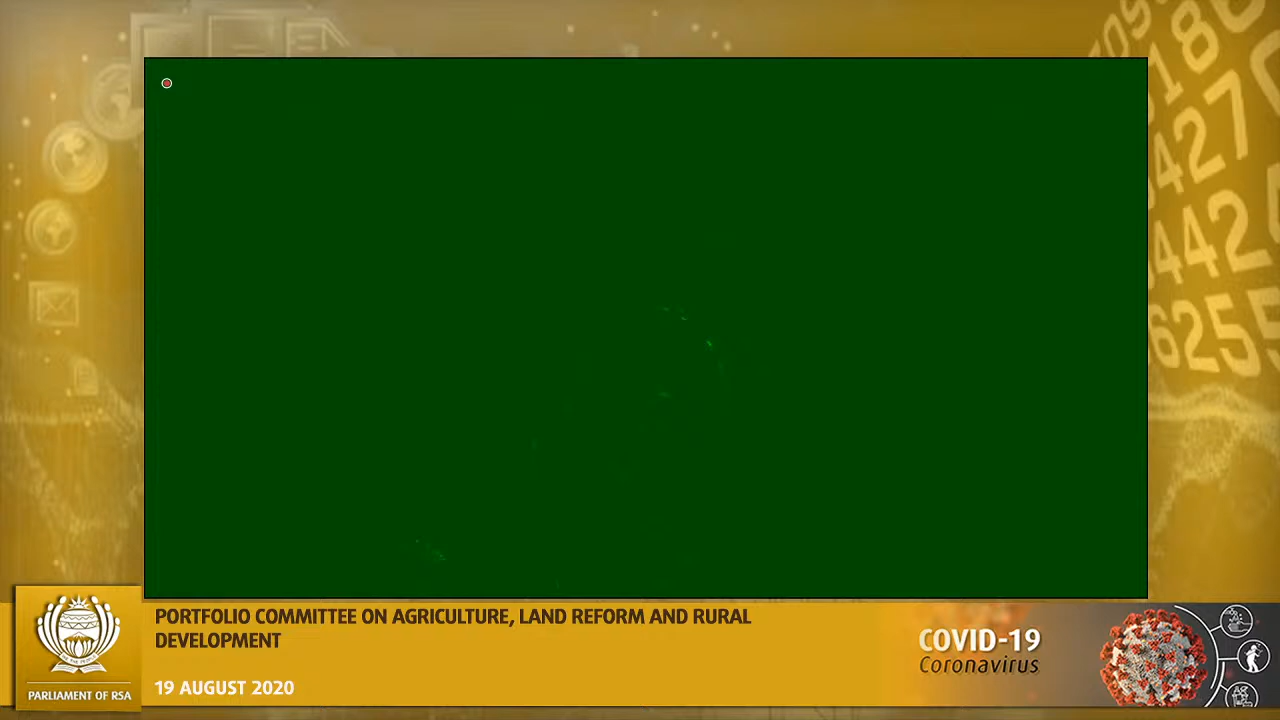 PORTFOLIO COMMITTEE ON AGRICULTURE, LAND REFORM AND RURAL
DEVELOPMENT
19 AUGUST 2020
PARLIAMENT OF RSA
COVID-19
Coronavirus